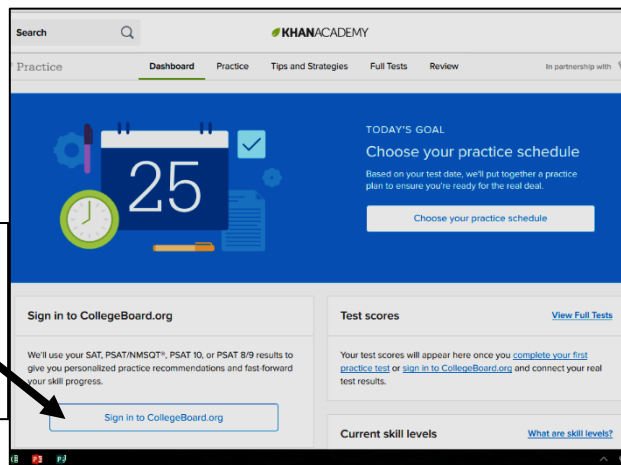 Search
KHANACADEMY
Practice
Dashboard
Practice
Tips and Strategies
Full Tests
Review
In partnership with
TODAY'S GOAL
Choose your practice schedule
Based on your test date, we'll put together a practice
plan to ensure you're ready for the real deal.
Choose your practice schedule
25
Sign in to CollegeBoard.org
We'll use your SAT, PSAT/NMSQT®, PSAT 10, or PSAT 8/9 results to
give you personalized practice recommendations and fast-forward
your skill progress.
Sign in to CollegeBoard.org
Test scores
View Full Tests
Your test scores will appear here once you complete your first
practice test or sign in to CollegeBoard.org and connect your real
test results.
Current skill levels
What are skill levels?